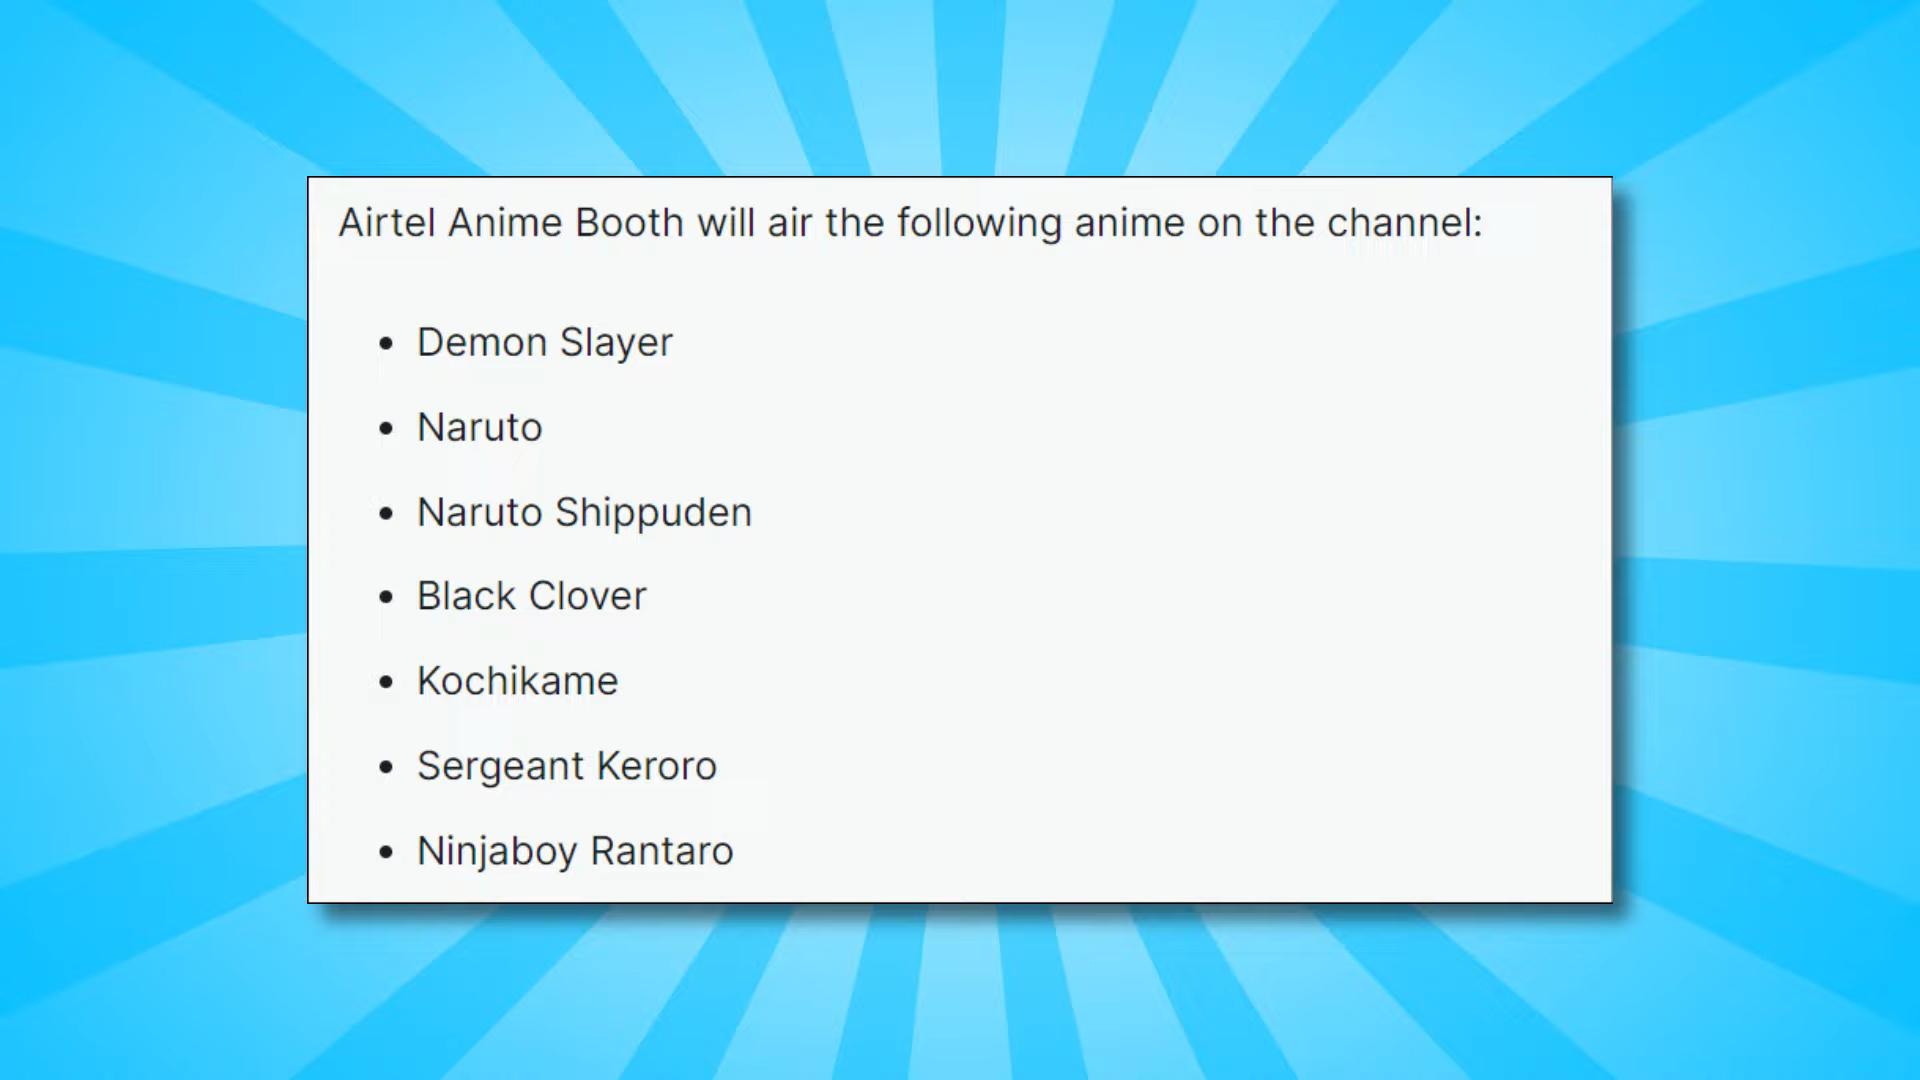 Airtel Anime Booth will air the following anime on the channel:
• Demon Slayer
• Naruto
• Naruto Shippuden
• Black Clover
• Kochikame
• Sergeant Keroro
• Ninjaboy Rantaro